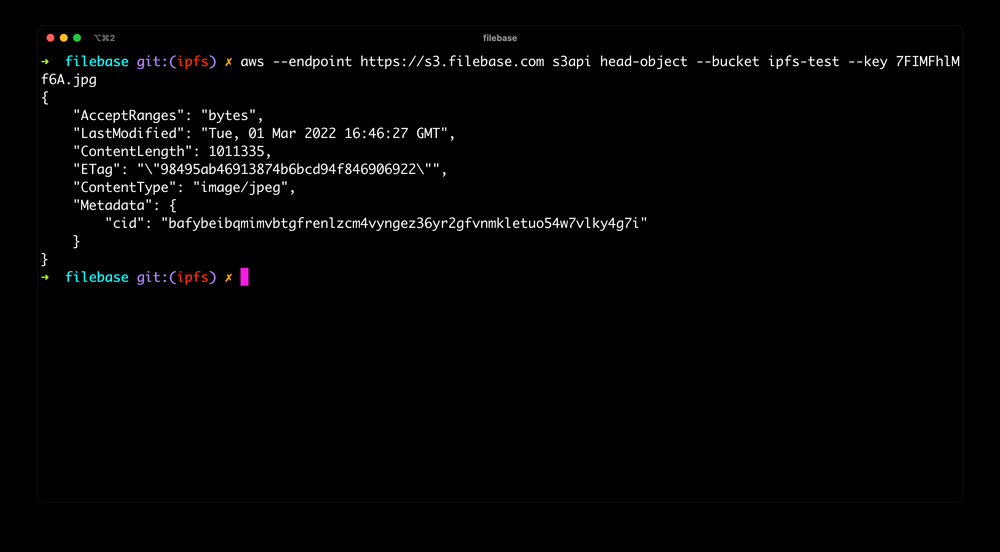 ⌥⌘2
filebase
➜  filebase git:(ipfs) ✗ aws --endpoint https://s3.filebase.com s3api head-object --bucket ipfs-test --key 7FIMFhlM
f6A.jpg
{
    "AcceptRanges": "bytes",
    "LastModified": "Tue, 01 Mar 2022 16:46:27 GMT",
    "ContentLength": 1011335,
    "ETag": "\"98495ab46913874b6bcd94f846906922\"",
    "ContentType": "image/jpeg",
    "Metadata": {
        "cid": "bafybeibqmimvbtgfrenlzcm4vyngez36yr2gfvnmkletuo54w7vlky4g7i"
    }
}
➜  filebase git:(ipfs) ✗